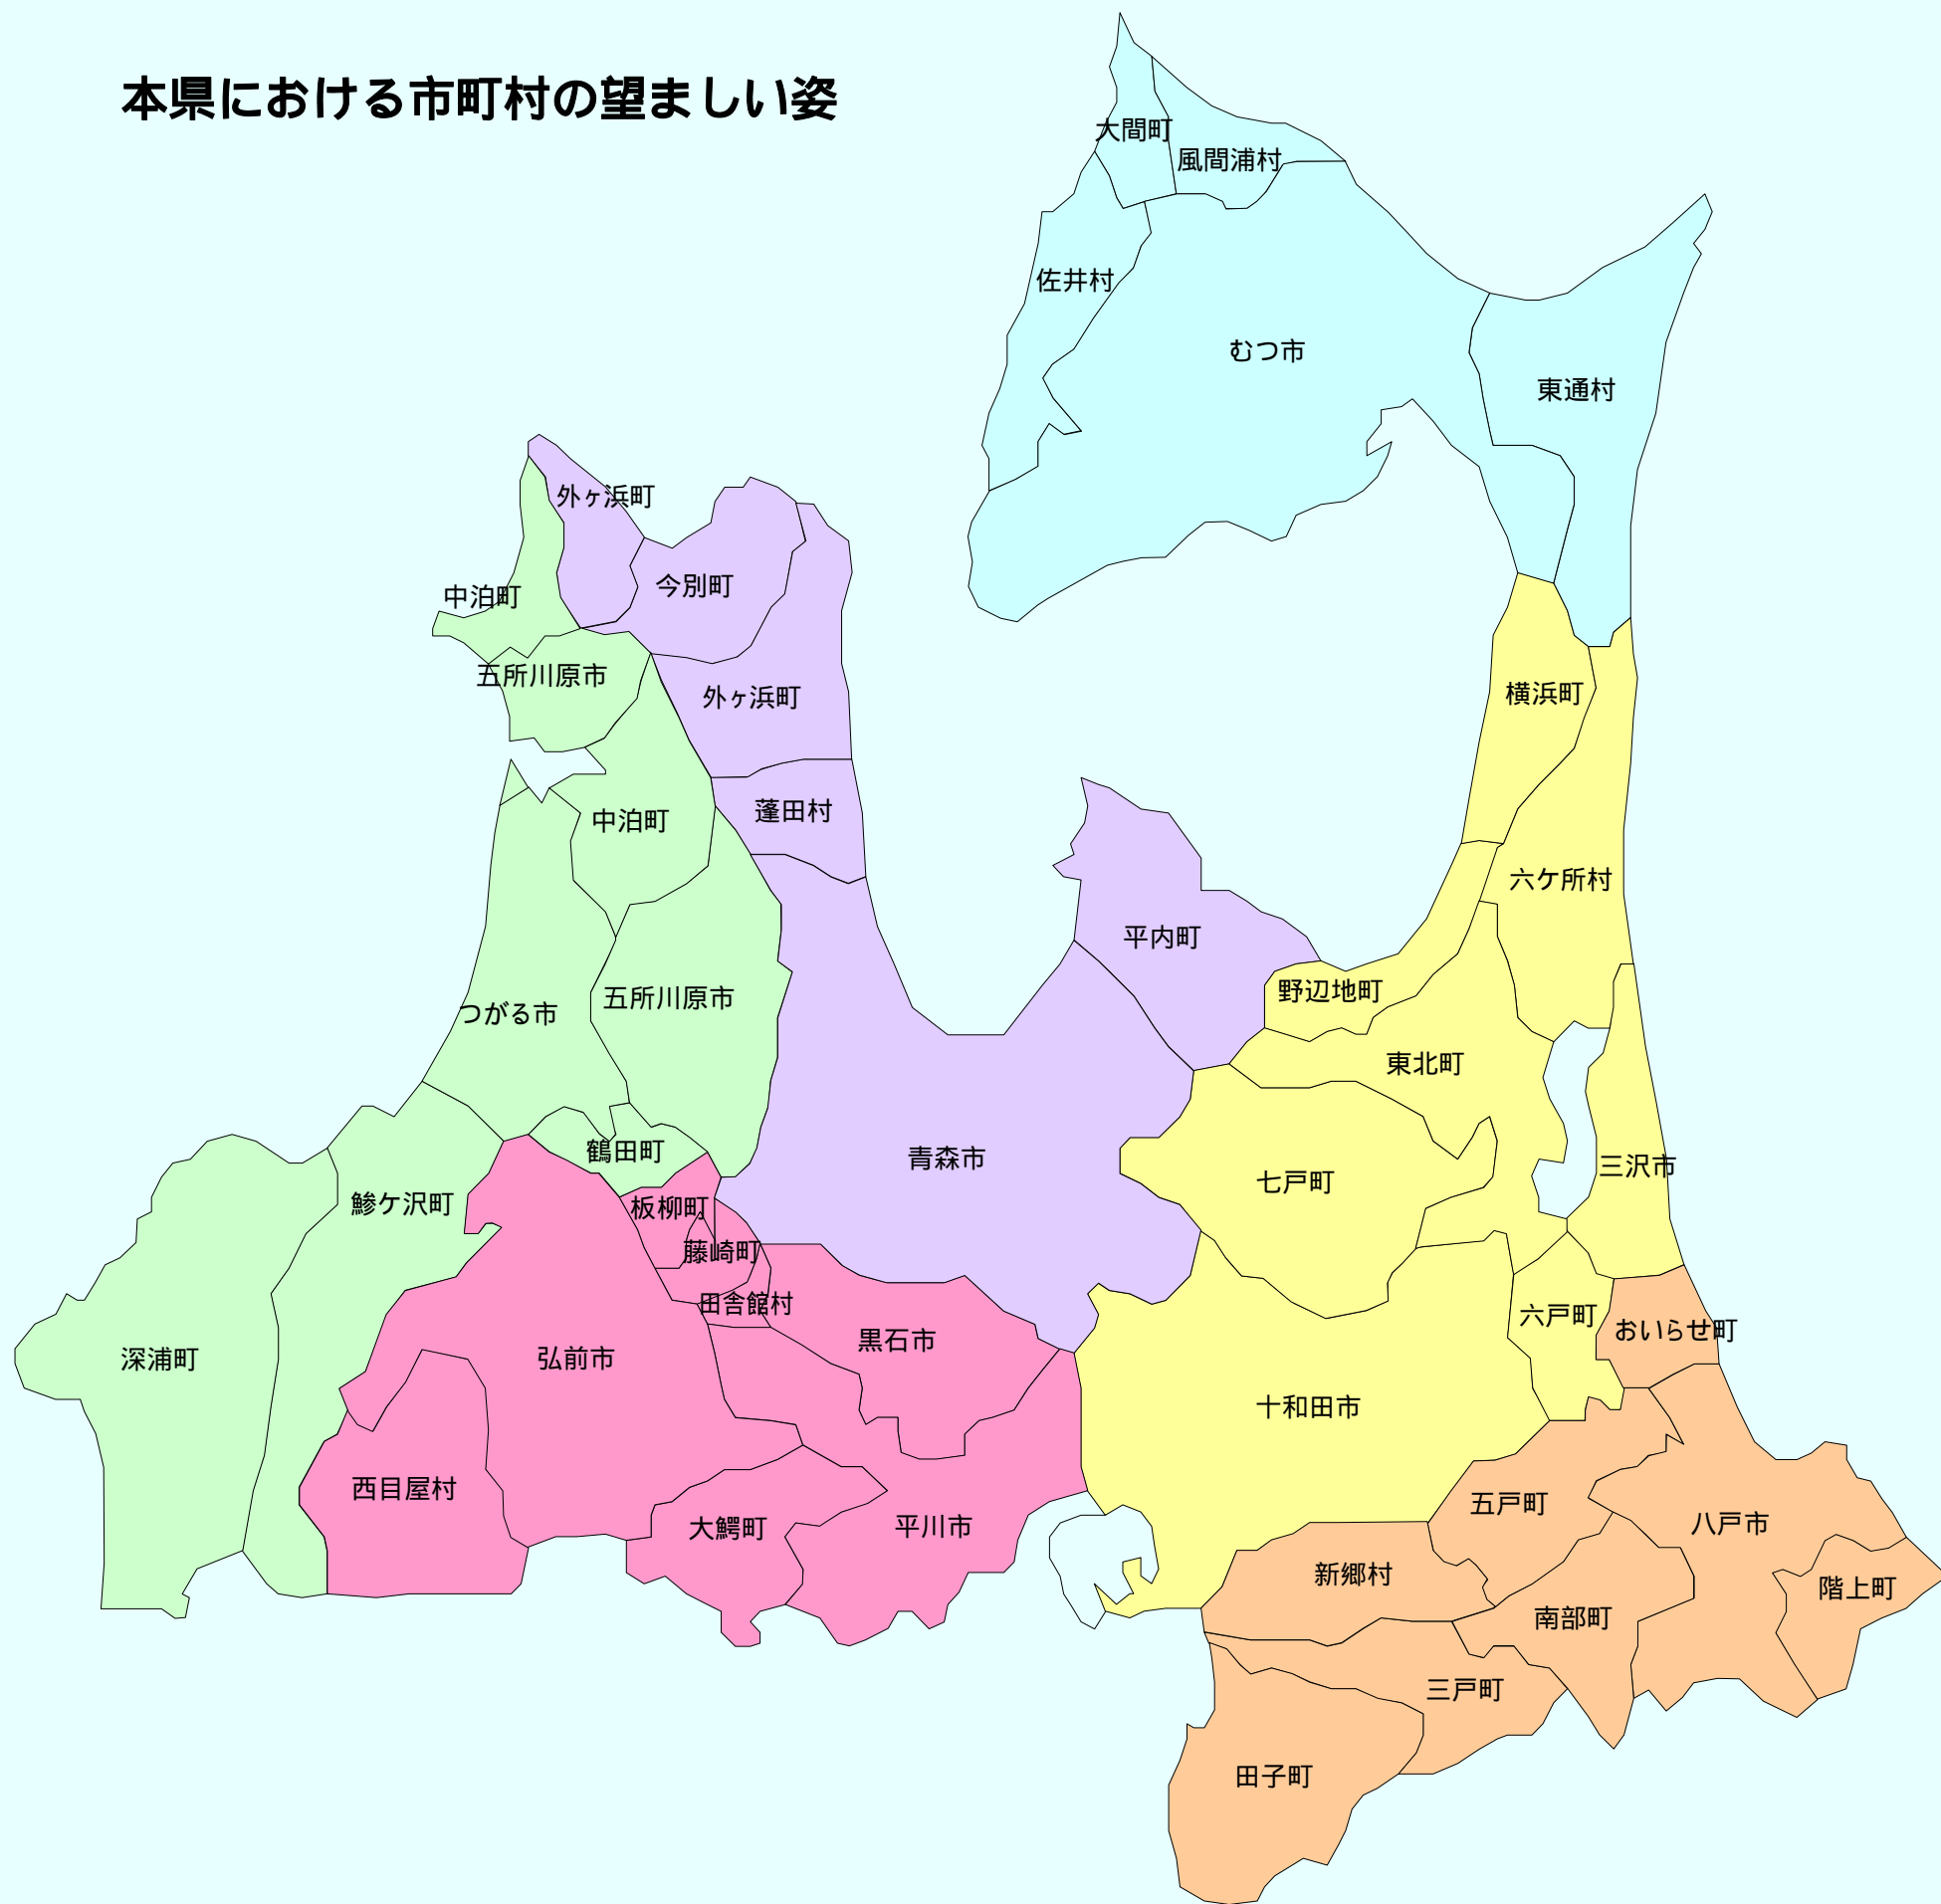 本県における市町村の望ましい姿
大間町
風間浦村
佐井村
むつ市
東通村
外ヶ浜町
今別町
中泊町
五所川原市
外ヶ浜町
横浜町
蓬田村
中泊町
六ケ所村
平内町
野辺地町
五所川原市
つがる市
東北町
鶴田町
青森市
三沢市
七戸町
鰺ケ沢町
板柳町
藤崎町
田舎館村
六戸町
おいらせ町
黒石市
深浦町
弘前市
十和田市
西目屋村
五戸町
八戸市
大鰐町
平川市
新郷村
階上町
南部町
三戸町
田子町